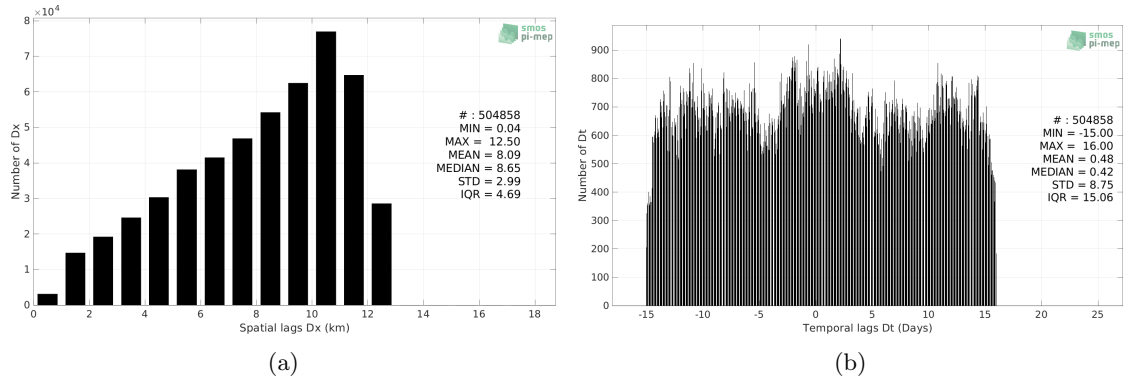 ×10⁴
8
7
6
5
4
3
2
1
0
Number of Dx
0 2 4 6 8 10 12 14 16 18
Spatial lags Dx (km)
smos
pi-mep
# : 504858
MIN = 0.04
MAX = 12.50
MEAN = 8.09
MEDIAN = 8.65
STD = 2.99
IQR = 4.69
(a)
900
800
700
600
500
400
300
200
100
0
Number of Dt
-15 -10 -5 0 5 10 15 20 25
Temporal lags Dt (Days)
smos
pi-mep
# : 504858
MIN = -15.00
MAX = 16.00
MEAN = 0.48
MEDIAN = 0.42
STD = 8.75
IQR = 15.06
(b)